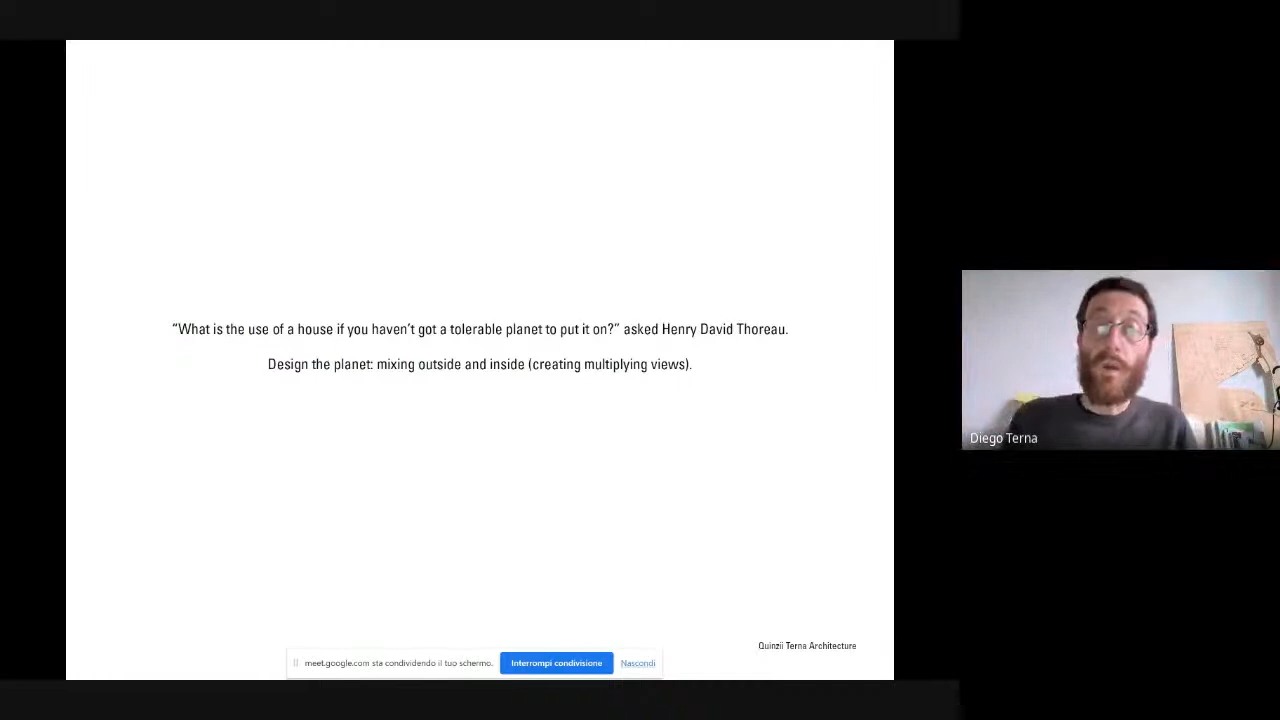 “What is the use of a house if you haven’t got a tolerable planet to put it on?” asked Henry David Thoreau.
Design the planet: mixing outside and inside (creating multiplying views).
Diego Terna
Quinzii Terna Architecture
meet.google.com sta condividendo il tuo schermo.
Interrompi condivisione
Nascondi